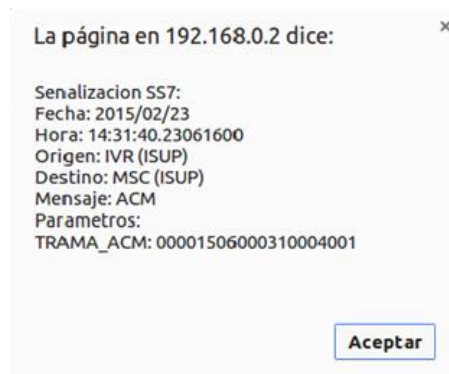 La página en 192.168.0.2 dice:
Senalizacion SS7:
Fecha: 2015/02/23
Hora: 14:31:40.23061600
Origen: IVR (ISUP)
Destino: MSC (ISUP)
Mensaje: ACM
Parametros:
TRAMA_ACM: 00001506000310004001
Aceptar